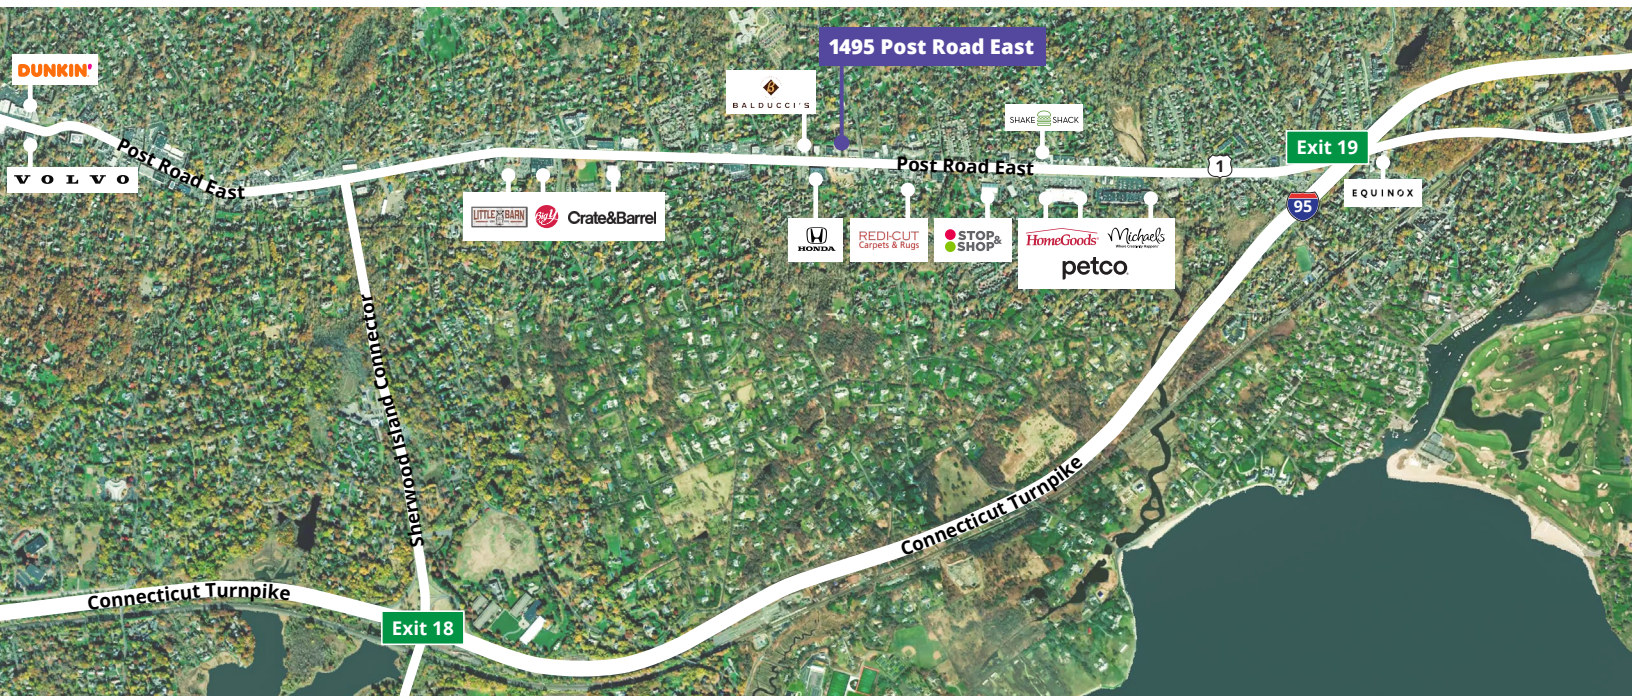 1495 Post Road East
DUNKIN'
BALDUCCI'S
SHAKE SHACK
Exit 19
Post Road East
Post Road East
1
VOLVO
EQUINOX
95
LITTLE BARN
Big Y
Crate&Barrel
HONDA
REDI-CUT
Carpets & Rugs
STOP&
SHOP
HomeGoods
Michaels
petco
Sherwood Island Connector
Connecticut Turnpike
Connecticut Turnpike
Exit 18